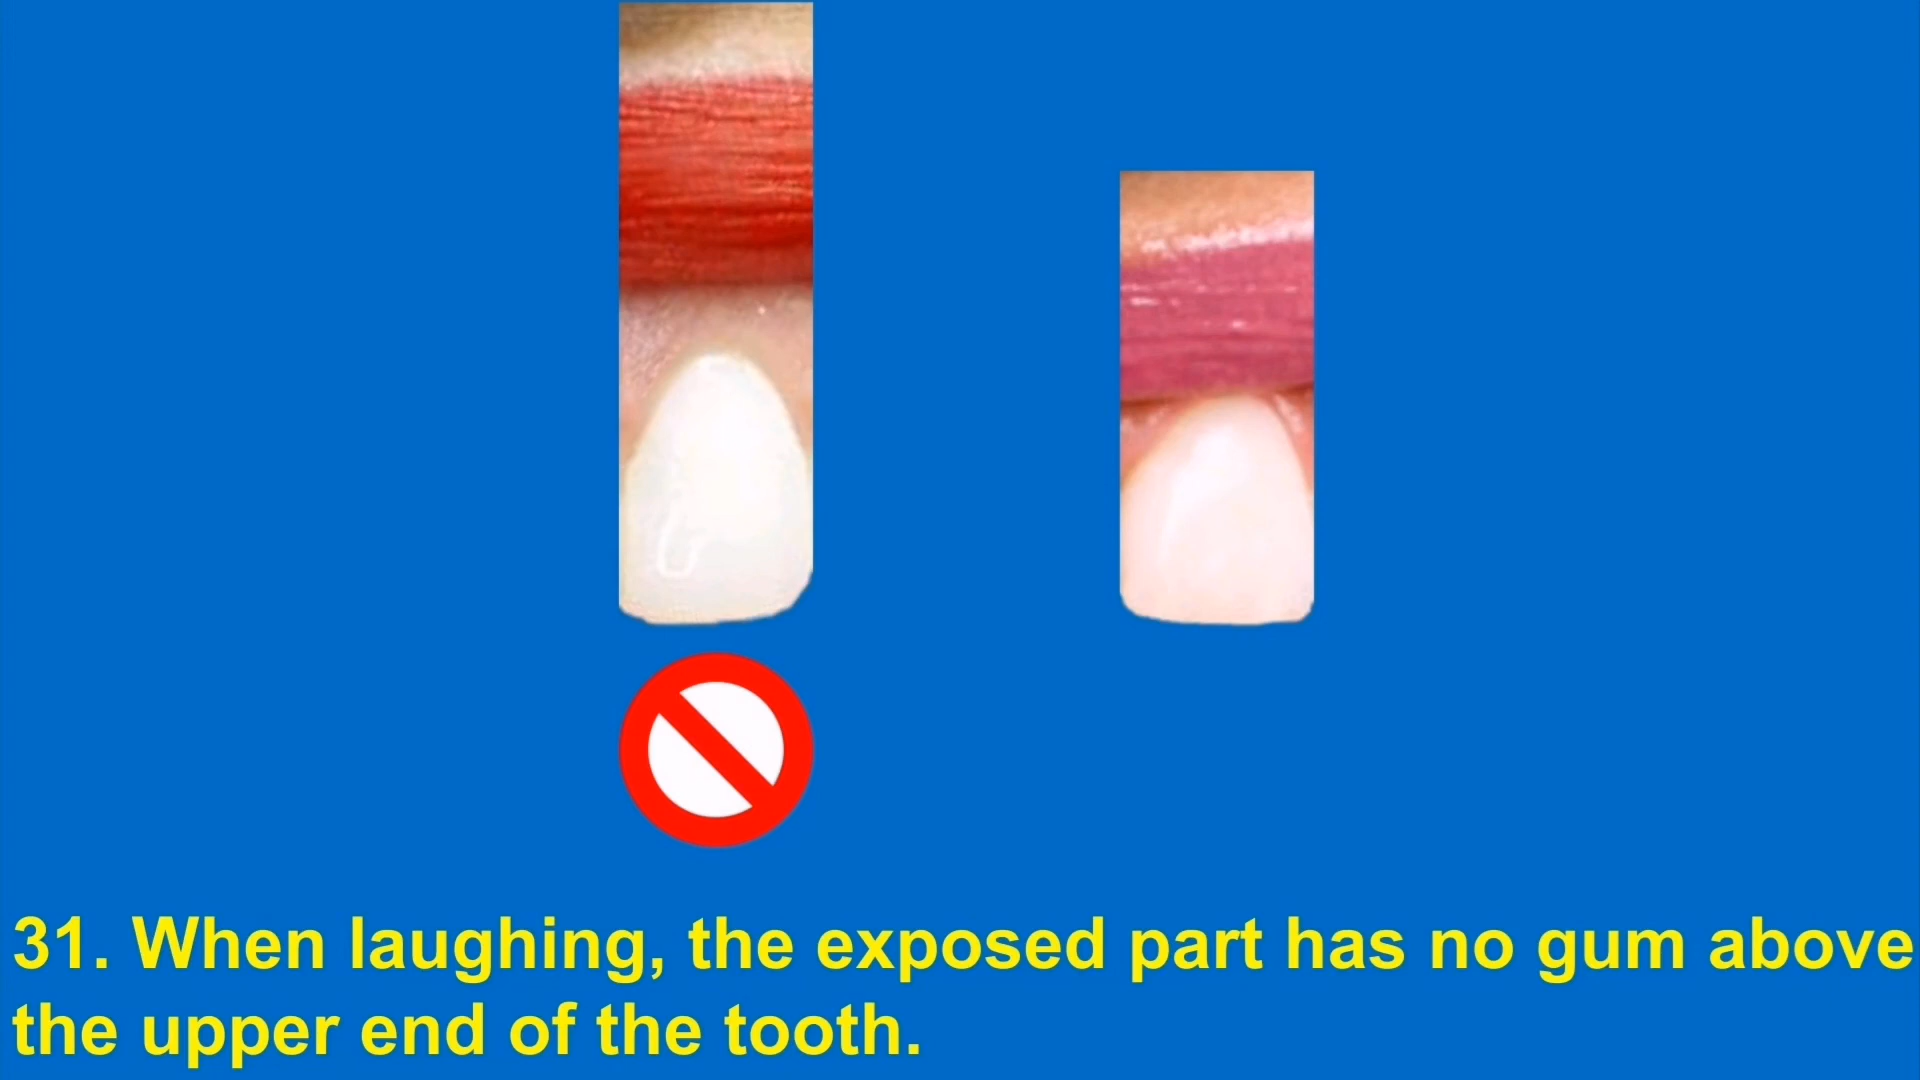 31. When laughing, the exposed part has no gum above
the upper end of the tooth.